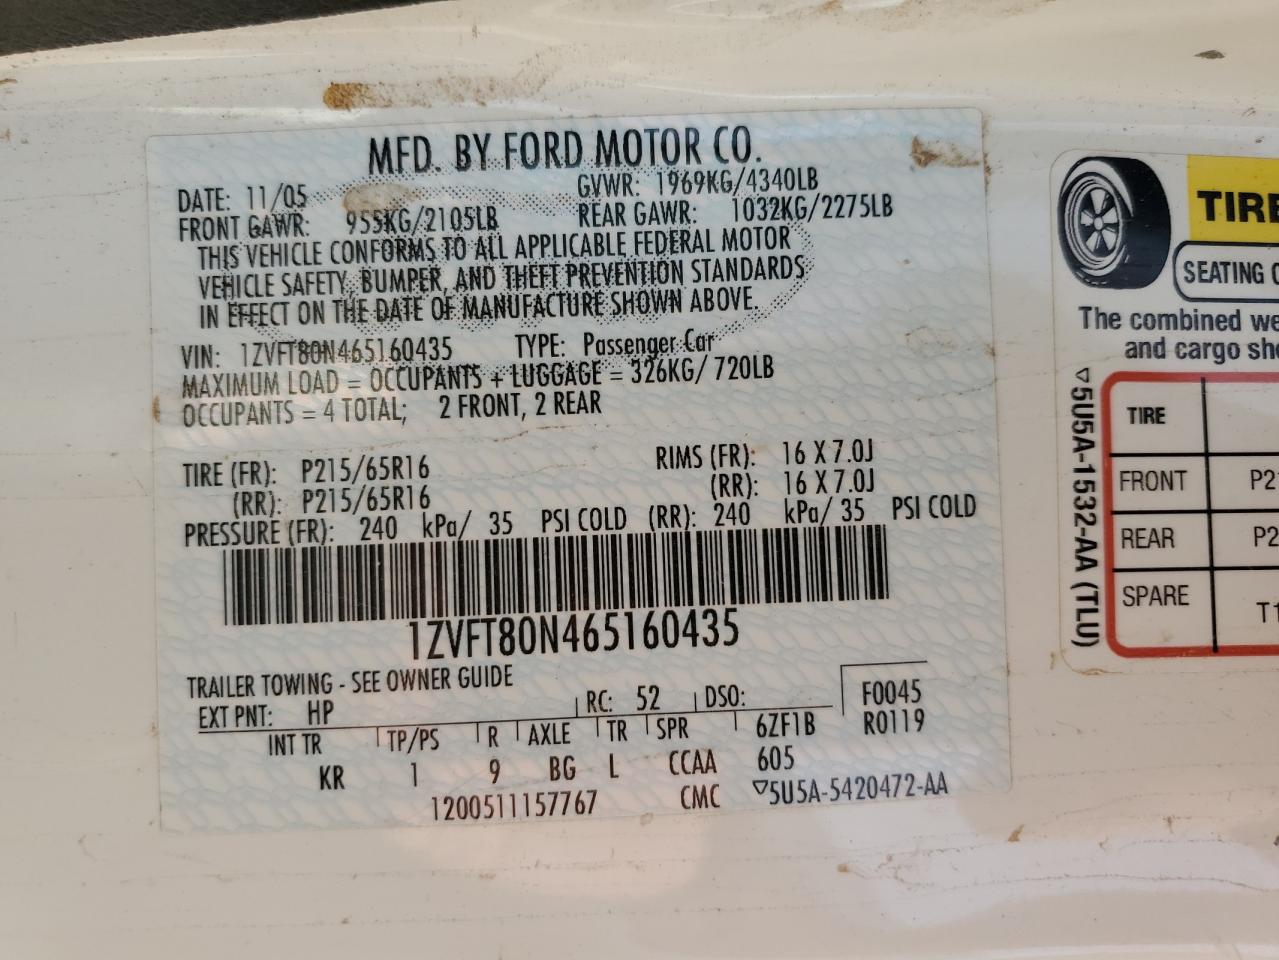 MFD. BY FORD MOTOR CO.
DATE: 11/05 GVWR: 1969KG/4340LB
FRONT GAWR: 955KG/2105LB REAR GAWR: 1032KG/2275LB
THIS VEHICLE CONFORMS TO ALL APPLICABLE FEDERAL MOTOR
VEHICLE SAFETY, BUMPER, AND THEFT PREVENTION STANDARDS
IN EFFECT ON THE DATE OF MANUFACTURE SHOWN ABOVE.
VIN: 1ZVFT80N465160435 TYPE: Passenger Car
MAXIMUM LOAD = OCCUPANTS + LUGGAGE = 326KG/ 720LB
OCCUPANTS = 4 TOTAL; 2 FRONT, 2 REAR
TIRE (FR): P215/65R16 RIMS (FR): 16 X 7.0J
(RR): P215/65R16 (RR): 16 X 7.0J
PRESSURE (FR): 240 kPa/ 35 PSI COLD (RR): 240 kPa/ 35 PSI COLD
1ZVFT80N465160435
TRAILER TOWING - SEE OWNER GUIDE
EXT PNT: HP RC: 52 DSO: F0045
INT TR TP/PS R AXLE TR SPR 6ZF1B R0119
KR 1 9 BG L CCAA 605
1200511157767 CMC ▽5U5A-5420472-AA
TIRE
SEATING
The combined we
and cargo sho
▽5U5A-1532-AA (TLU)
TIRE
FRONT P21
REAR P2
SPARE T1